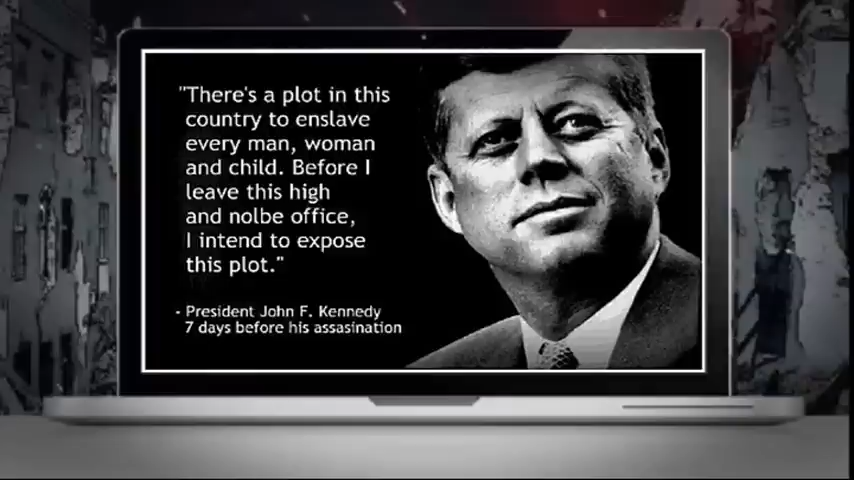 "There's a plot in this
country to enslave
every man, woman
and child. Before I
leave this high
and nolbe office,
I intend to expose
this plot."
- President John F. Kennedy
7 days before his assasination